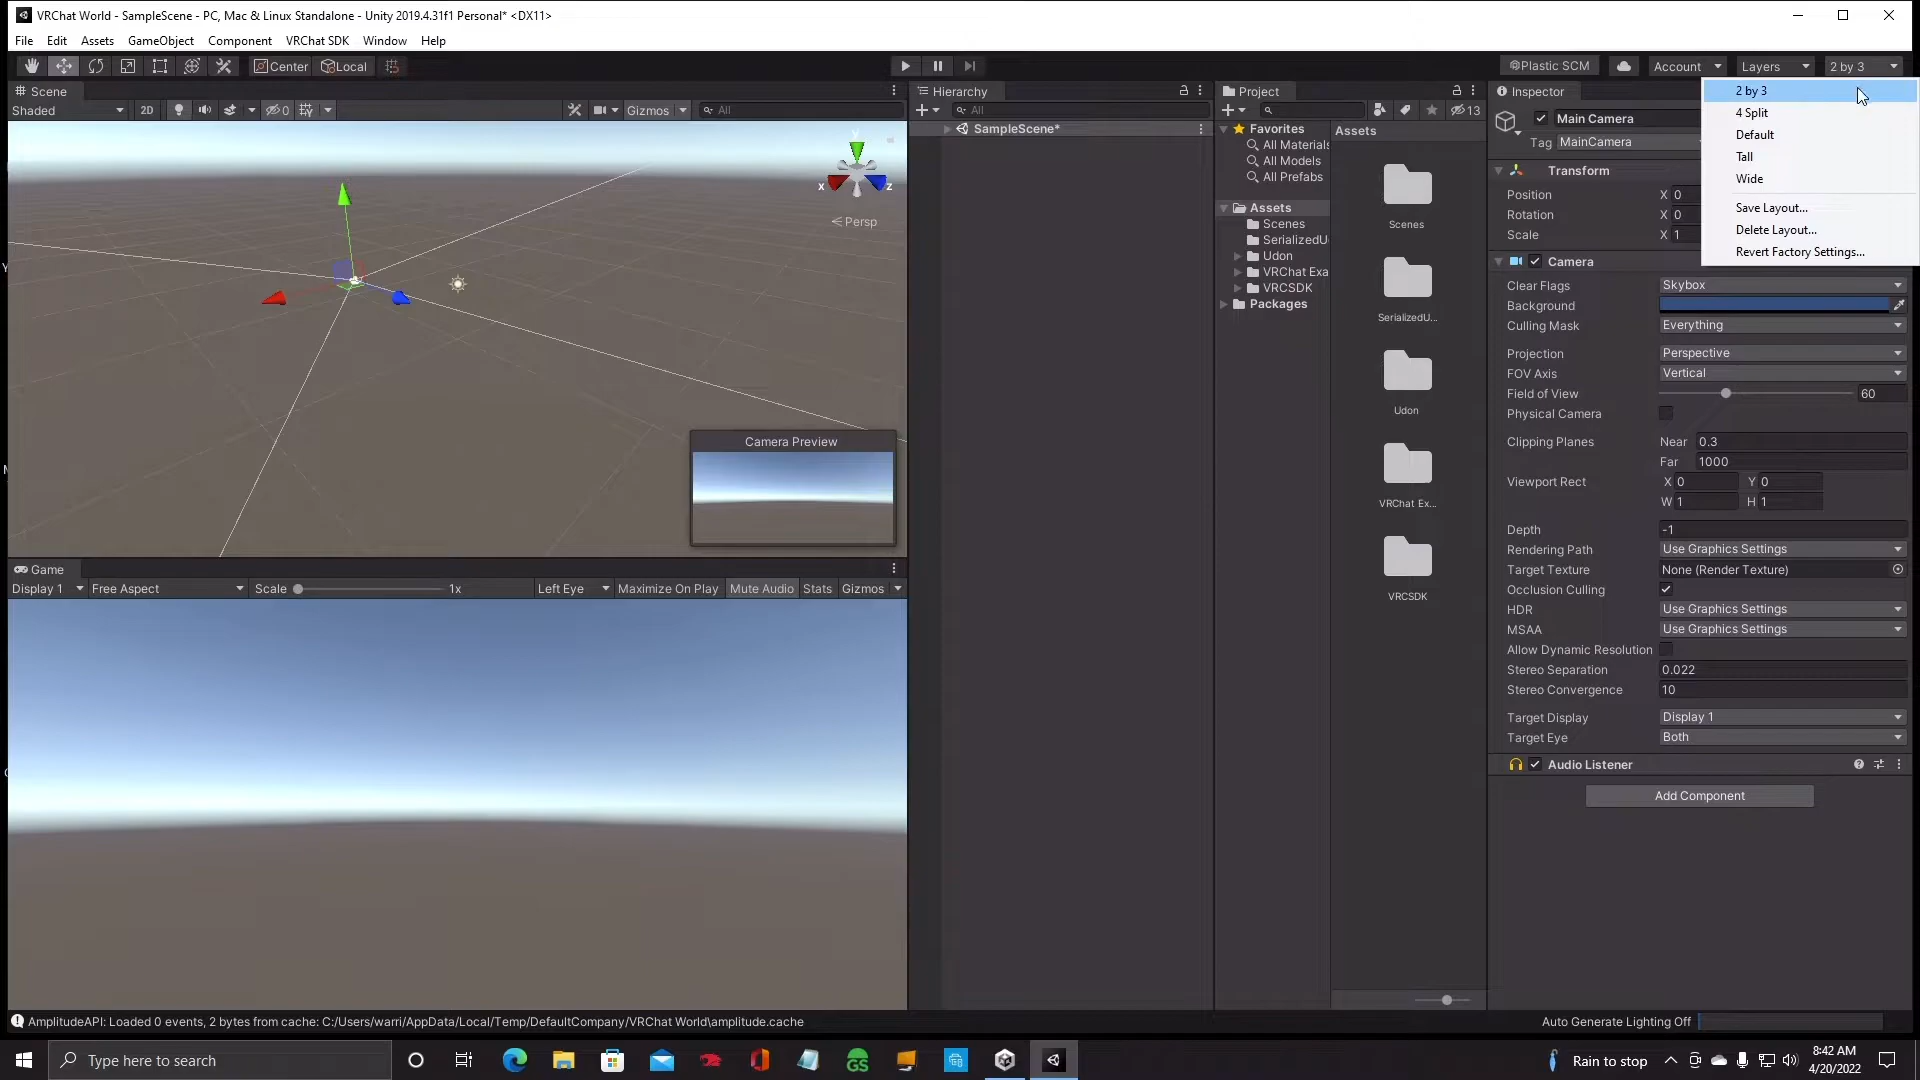 VRChat World - SampleScene - PC, Mac & Linux Standalone - Unity 2019.4.31f1 Personal* <DX11>
File Edit Assets GameObject Component VRChat SDK Window Help
Center Local Plastic SCM Account Layers 2 by 3
Scene
Shaded 2D 0 Gizmos All
y
x z
Persp
Camera Preview
Game
Display 1 Free Aspect Scale 1x Left Eye Maximize On Play Mute Audio Stats Gizmos
Hierarchy
All
SampleScene*
Project
13
Favorites
All Materials
All Models
All Prefabs
Assets
Scenes
SerializedU
Udon
VRChat Exa
VRCSDK
Packages
Assets
Scenes
SerializedU...
Udon
VRChat Ex...
VRCSDK
Inspector
Main Camera
Tag MainCamera
Transform
Position X 0
Rotation X 0
Scale X 1
2 by 3
4 Split
Default
Tall
Wide
Save Layout...
Delete Layout...
Revert Factory Settings...
Camera
Clear Flags Skybox
Background
Culling Mask Everything
Projection Perspective
FOV Axis Vertical
Field of View 60
Physical Camera
Clipping Planes Near 0.3
Far 1000
Viewport Rect X 0 Y 0
W 1 H 1
Depth -1
Rendering Path Use Graphics Settings
Target Texture None (Render Texture)
Occlusion Culling
HDR Use Graphics Settings
MSAA Use Graphics Settings
Allow Dynamic Resolution
Stereo Separation 0.022
Stereo Convergence 10
Target Display Display 1
Target Eye Both
Audio Listener
Add Component
AmplitudeAPI: Loaded 0 events, 2 bytes from cache: C:/Users/warri/AppData/Local/Temp/DefaultCompany/VRChat World\amplitude.cache
Auto Generate Lighting Off
Type here to search
GS
Rain to stop
8:42 AM
4/20/2022